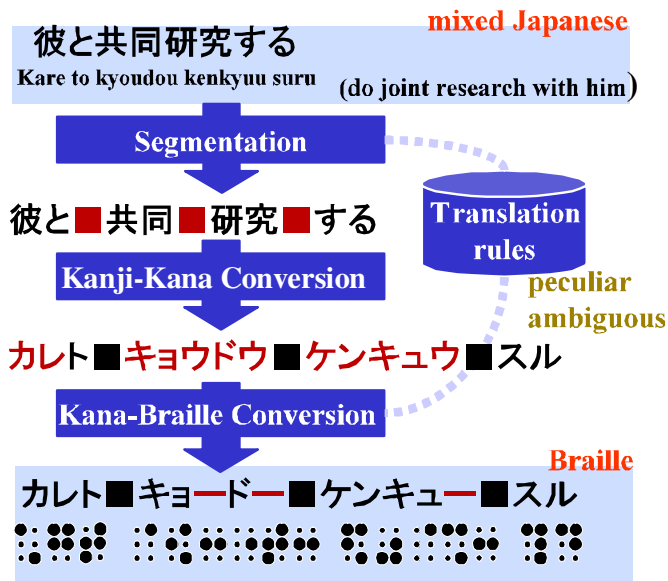 mixed Japanese
彼と共同研究する
Kare to kyoudou kenkyuu suru
(do joint research with him)
Segmentation
彼と■共同■研究■する
Translation
rules
Kanji-Kana Conversion
peculiar
ambiguous
カレト■キョウドウ■ケンキュウ■スル
Kana-Braille Conversion
Braille
カレト■キョード―■ケンキュ―■スル